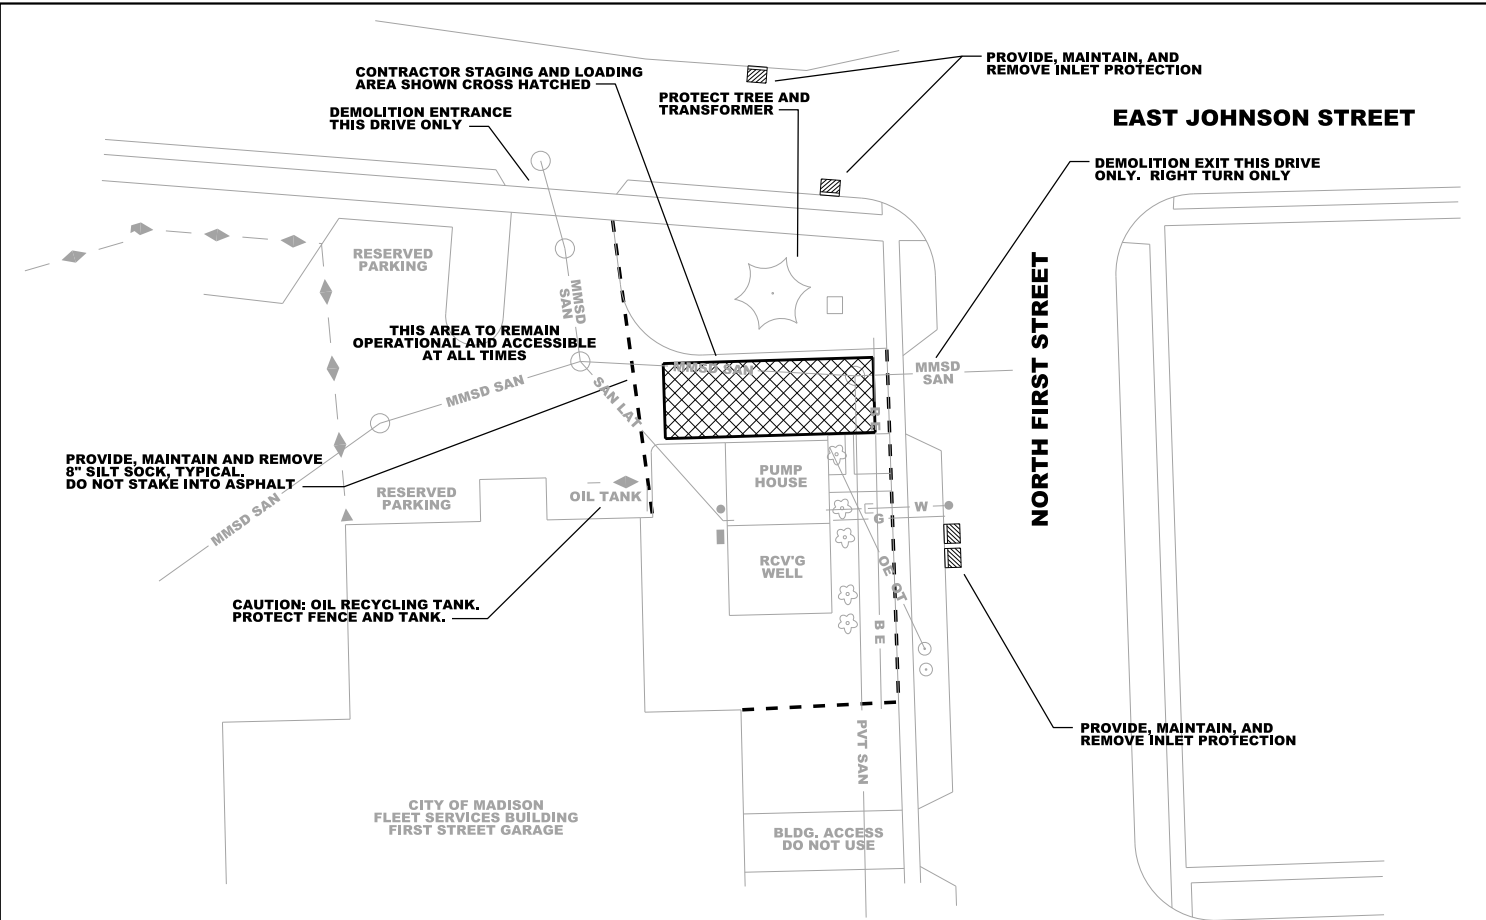 CONTRACTOR STAGING AND LOADING
AREA SHOWN CROSS HATCHED
DEMOLITION ENTRANCE
THIS DRIVE ONLY
PROTECT TREE AND
TRANSFORMER
PROVIDE, MAINTAIN, AND
REMOVE INLET PROTECTION
EAST JOHNSON STREET
DEMOLITION EXIT THIS DRIVE
ONLY. RIGHT TURN ONLY
RESERVED
PARKING
MMSD
SAN
THIS AREA TO REMAIN
OPERATIONAL AND ACCESSIBLE
AT ALL TIMES
MMSD SAN
MMSD
SAN
NORTH FIRST STREET
MMSD SAN
SAN LAT
BE
PROVIDE, MAINTAIN AND REMOVE
8" SILT SOCK, TYPICAL.
DO NOT STAKE INTO ASPHALT
MMSD SAN
RESERVED
PARKING
OIL TANK
PUMP
HOUSE
W
G
RCV'G
WELL
OE OT
BE
CAUTION: OIL RECYCLING TANK.
PROTECT FENCE AND TANK.
PROVIDE, MAINTAIN, AND
REMOVE INLET PROTECTION
PVT SAN
CITY OF MADISON
FLEET SERVICES BUILDING
FIRST STREET GARAGE
BLDG. ACCESS
DO NOT USE